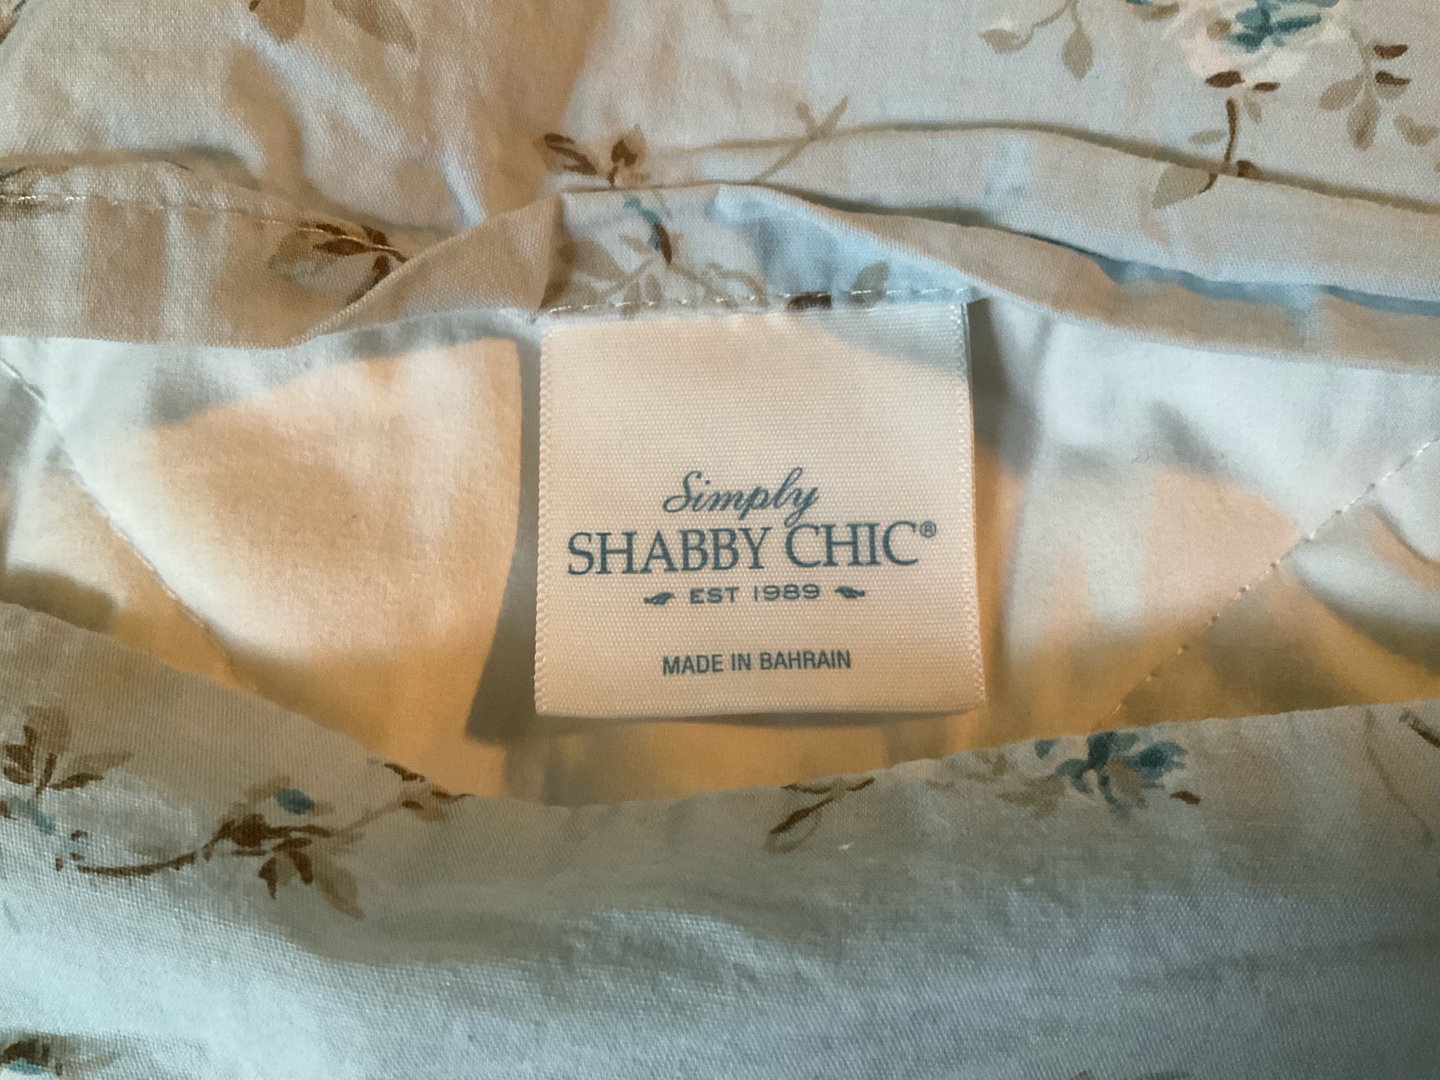 Simply
SHABBY CHIC®
EST 1989
MADE IN BAHRAIN